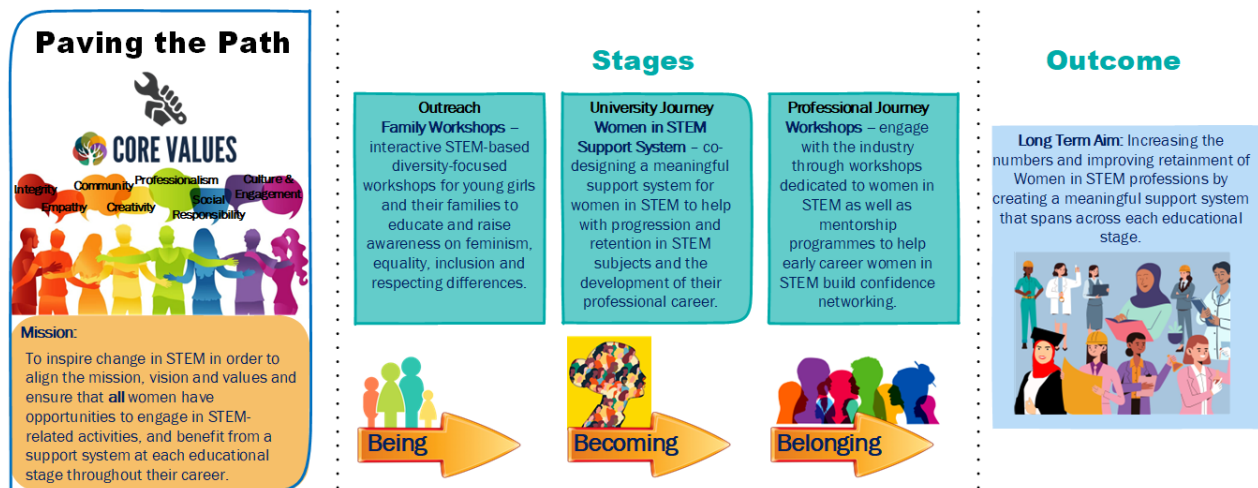 Paving the Path
CORE VALUES
Integrity
Empathy
Community
Creativity
Professionalism
Social
Responsibility
Culture &
Engagement
Mission:
To inspire change in STEM in order to
align the mission, vision and values and
ensure that all women have
opportunities to engage in STEM-
related activities, and benefit from a
support system at each educational
stage throughout their career.
Stages
Outreach
Family Workshops –
interactive STEM-based
diversity-focused
workshops for young girls
and their families to
educate and raise
awareness on feminism,
equality, inclusion and
respecting differences.
University Journey
Women in STEM
Support System – co-
designing a meaningful
support system for
women in STEM to help
with progression and
retention in STEM
subjects and the
development of their
professional career.
Professional Journey
Workshops – engage
with the industry
through workshops
dedicated to women in
STEM as well as
mentorship
programmes to help
early career women in
STEM build confidence
networking.
Being
Becoming
Belonging
Outcome
Long Term Aim: Increasing the
numbers and improving retainment of
Women in STEM professions by
creating a meaningful support system
that spans across each educational
stage.